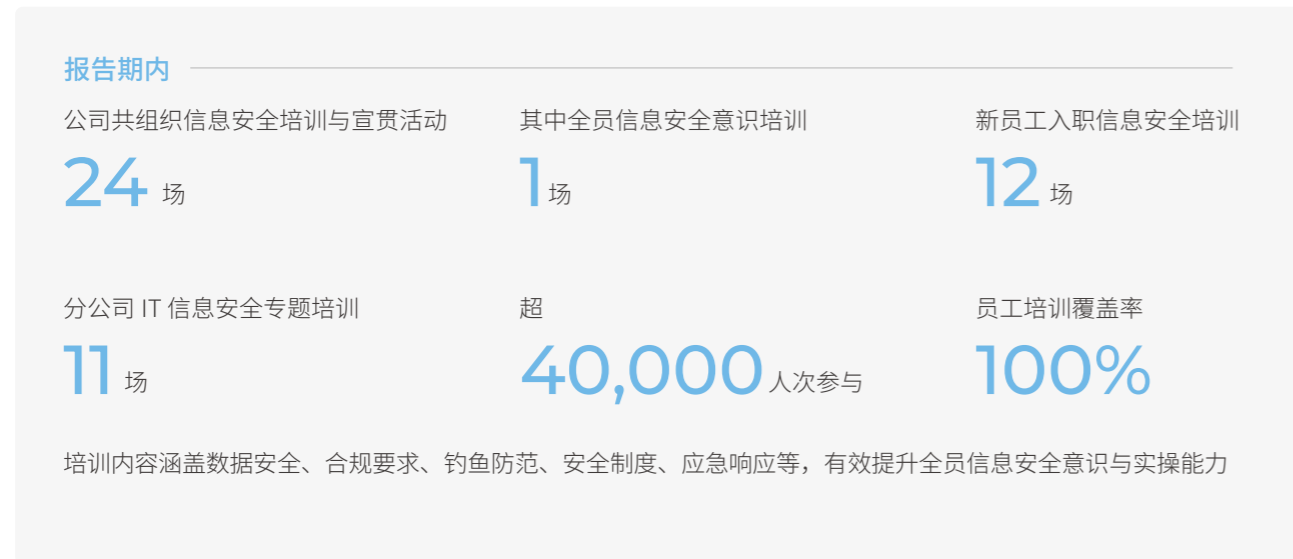 报告期内
公司共组织信息安全培训与宣贯活动
24 场
其中全员信息安全意识培训
1 场
新员工入职信息安全培训
12 场
分公司 IT 信息安全专题培训
11 场
超
40,000 人次参与
员工培训覆盖率
100%
培训内容涵盖数据安全、合规要求、钓鱼防范、安全制度、应急响应等，有效提升全员信息安全意识与实操能力